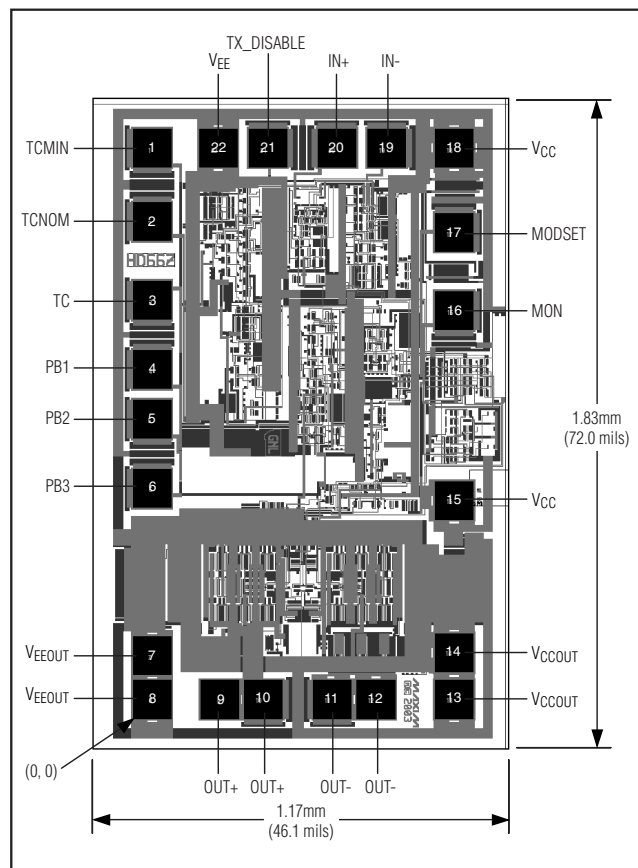 TX_DISABLE
VEE
IN+
IN-
TCMIN
1
22
21
20
19
18
VCC
TCNOM
2
17
MODSET
HD66Z
TC
3
16
MON
PB1
4
PB2
5
1.83mm
(72.0 mils)
GNL
PB3
6
15
VCC
VEEOUT
7
14
VCCOUT
VEEOUT
8
9
10
11
12
MAXIM
2003
13
VCCOUT
(0, 0)
OUT+
OUT+
OUT-
OUT-
1.17mm
(46.1 mils)